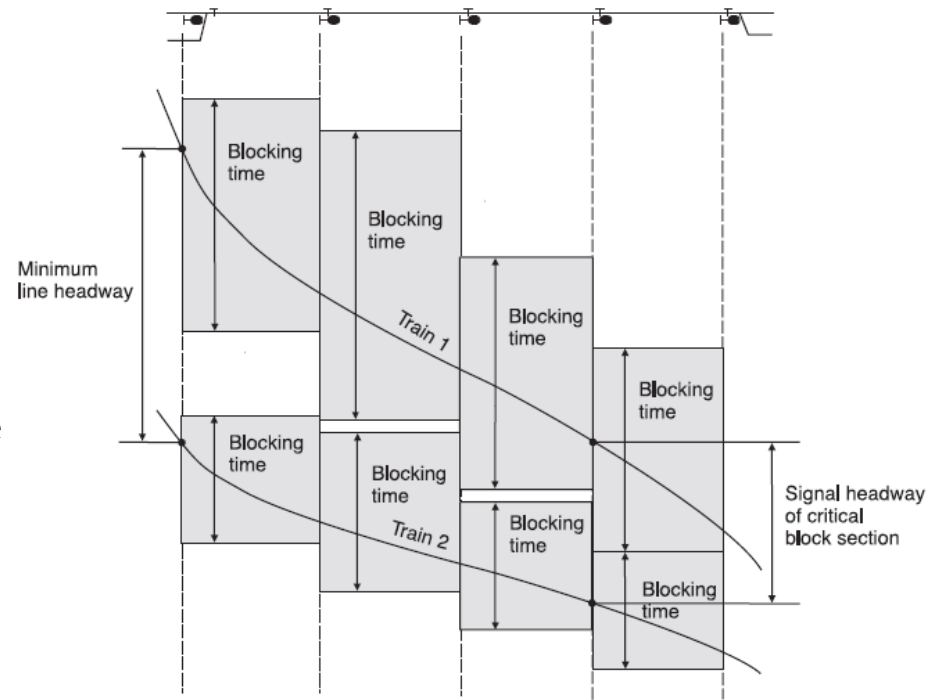 Blocking
time
Blocking
time
Minimum
line headway
Blocking
time
Train 1
Blocking
time
Blocking
time
Blocking
time
Signal headway
of critical
block section
Train 2
Blocking
time
Blocking
time